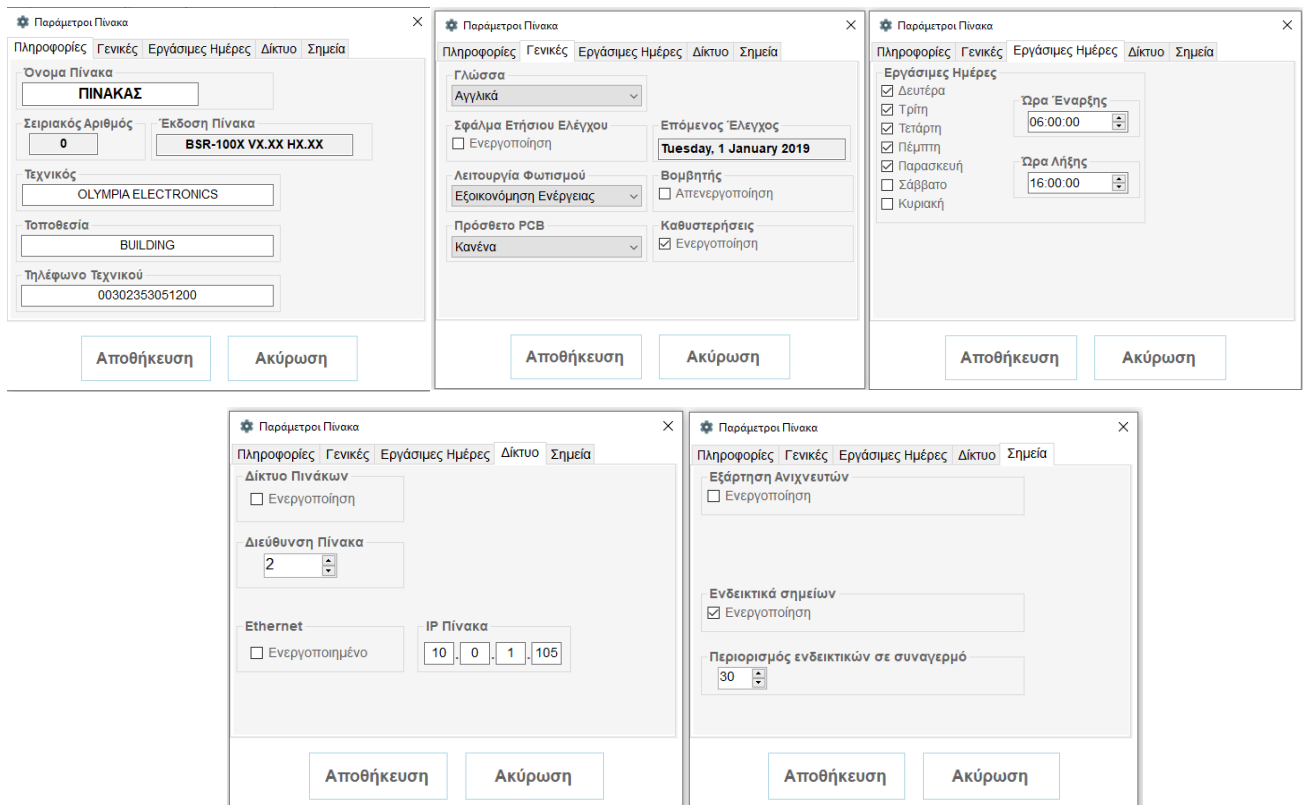 Παράμετροι Πίνακα
Πληροφορίες Γενικές Εργάσιμες Ημέρες Δίκτυο Σημεία
Όνομα Πίνακα
ΠΙΝΑΚΑΣ
Σειριακός Αριθμός Έκδοση Πίνακα
0 BSR-100X VX.XX HX.XX
Τεχνικός
OLYMPIA ELECTRONICS
Τοποθεσία
BUILDING
Τηλέφωνο Τεχνικού
00302353051200
Αποθήκευση Ακύρωση
Παράμετροι Πίνακα
Πληροφορίες Γενικές Εργάσιμες Ημέρες Δίκτυο Σημεία
Γλώσσα
Αγγλικά
Σφάλμα Ετήσιου Ελέγχου Επόμενος Έλεγχος
Ενεργοποίηση Tuesday, 1 January 2019
Λειτουργία Φωτισμού Βομβητής
Εξοικονόμηση Ενέργειας Απενεργοποίηση
Πρόσθετο PCB Καθυστερήσεις
Κανένα Ενεργοποίηση
Αποθήκευση Ακύρωση
Παράμετροι Πίνακα
Πληροφορίες Γενικές Εργάσιμες Ημέρες Δίκτυο Σημεία
Εργάσιμες Ημέρες
Δευτέρα
Τρίτη
Τετάρτη
Πέμπτη
Παρασκευή
Σάββατο
Κυριακή
Ώρα Έναρξης
06:00:00
Ώρα Λήξης
16:00:00
Αποθήκευση Ακύρωση
Παράμετροι Πίνακα
Πληροφορίες Γενικές Εργάσιμες Ημέρες Δίκτυο Σημεία
Δίκτυο Πινάκων
Ενεργοποίηση
Διεύθυνση Πίνακα
2
Ethernet IP Πίνακα
Ενεργοποιημένο 10 . 0 . 1 . 105
Αποθήκευση Ακύρωση
Παράμετροι Πίνακα
Πληροφορίες Γενικές Εργάσιμες Ημέρες Δίκτυο Σημεία
Εξάρτηση Ανιχνευτών
Ενεργοποίηση
Ενδεικτικά σημείων
Ενεργοποίηση
Περιορισμός ενδεικτικών σε συναγερμό
30
Αποθήκευση Ακύρωση